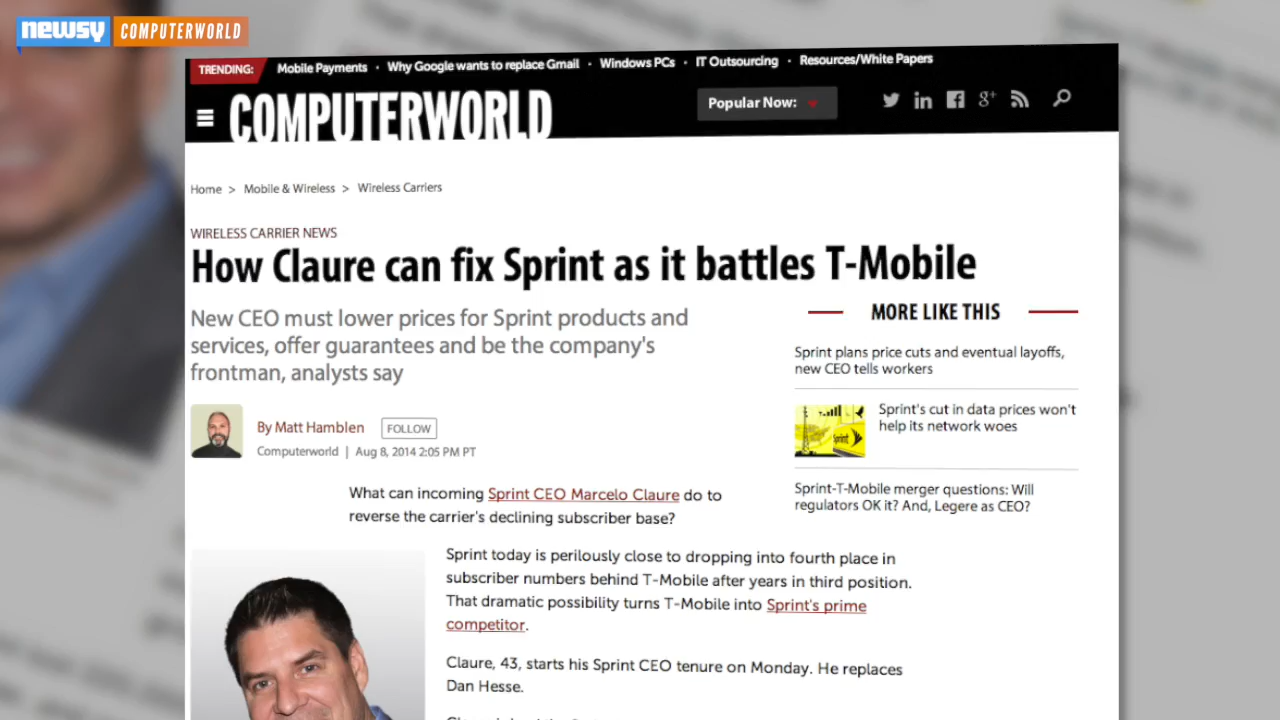 newsy COMPUTERWORLD
TRENDING: Mobile Payments • Why Google wants to replace Gmail • Windows PCs • IT Outsourcing • Resources/White Papers
COMPUTERWORLD
Popular Now:
Home > Mobile & Wireless > Wireless Carriers
WIRELESS CARRIER NEWS
How Claure can fix Sprint as it battles T-Mobile
New CEO must lower prices for Sprint products and
services, offer guarantees and be the company's
frontman, analysts say
By Matt Hamblen FOLLOW
Computerworld | Aug 8, 2014 2:05 PM PT
MORE LIKE THIS
Sprint plans price cuts and eventual layoffs,
new CEO tells workers
Sprint's cut in data prices won't
help its network woes
Sprint
Sprint-T-Mobile merger questions: Will
regulators OK it? And, Legere as CEO?
What can incoming Sprint CEO Marcelo Claure do to
reverse the carrier's declining subscriber base?
Sprint today is perilously close to dropping into fourth place in
subscriber numbers behind T-Mobile after years in third position.
That dramatic possibility turns T-Mobile into Sprint's prime
competitor.
Claure, 43, starts his Sprint CEO tenure on Monday. He replaces
Dan Hesse.